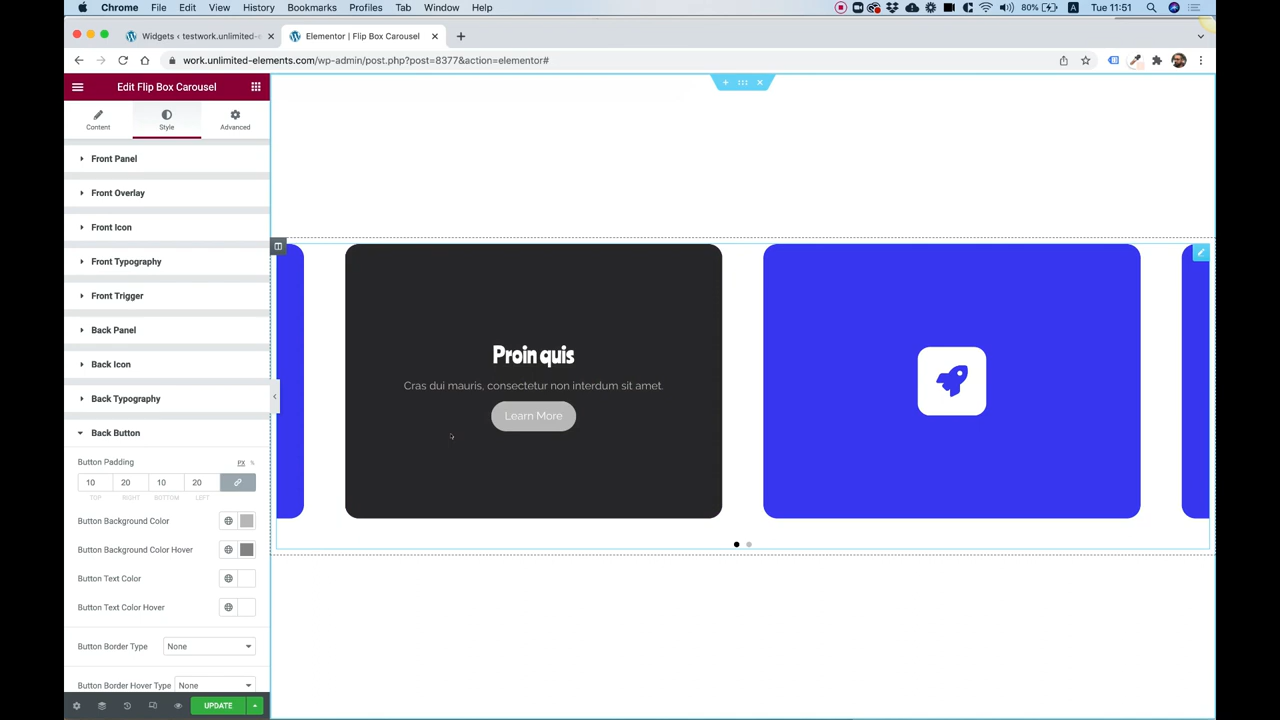 Chrome File Edit View History Bookmarks Profiles Tab Window Help 80% A Tue 11:51
Widgets ‹ testwork.unlimited-e
Elementor | Flip Box Carousel
work.unlimited-elements.com/wp-admin/post.php?post=8377&action=elementor#
Edit Flip Box Carousel
Content Style Advanced
Front Panel
Front Overlay
Front Icon
Front Typography
Front Trigger
Back Panel
Back Icon
Back Typography
Back Button
Button Padding PX %
10 20 10 20
TOP RIGHT BOTTOM LEFT
Button Background Color
Button Background Color Hover
Button Text Color
Button Text Color Hover
Button Border Type None
Button Border Hover Type None
UPDATE
Proin quis
Cras dui mauris, consectetur non interdum sit amet.
Learn More